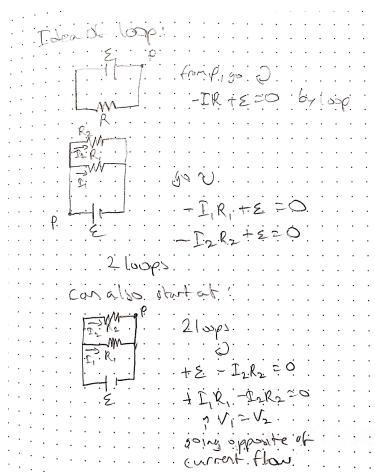 Idea of loop:
ε P
from P, go ↻
-IR + ε = 0 by loop
R
R₂
I₂ R₁
I₁
go ↻
P
ε
-I₁R₁ + ε = 0
-I₂R₂ + ε = 0
2 loops
can also start at:
P
I₂ R₂
I₁ R₁
ε
2 loops
+ε - I₂R₂ = 0
+I₁R₁ - I₂R₂ = 0
↑ V₁ = V₂
going opposite of
current flow